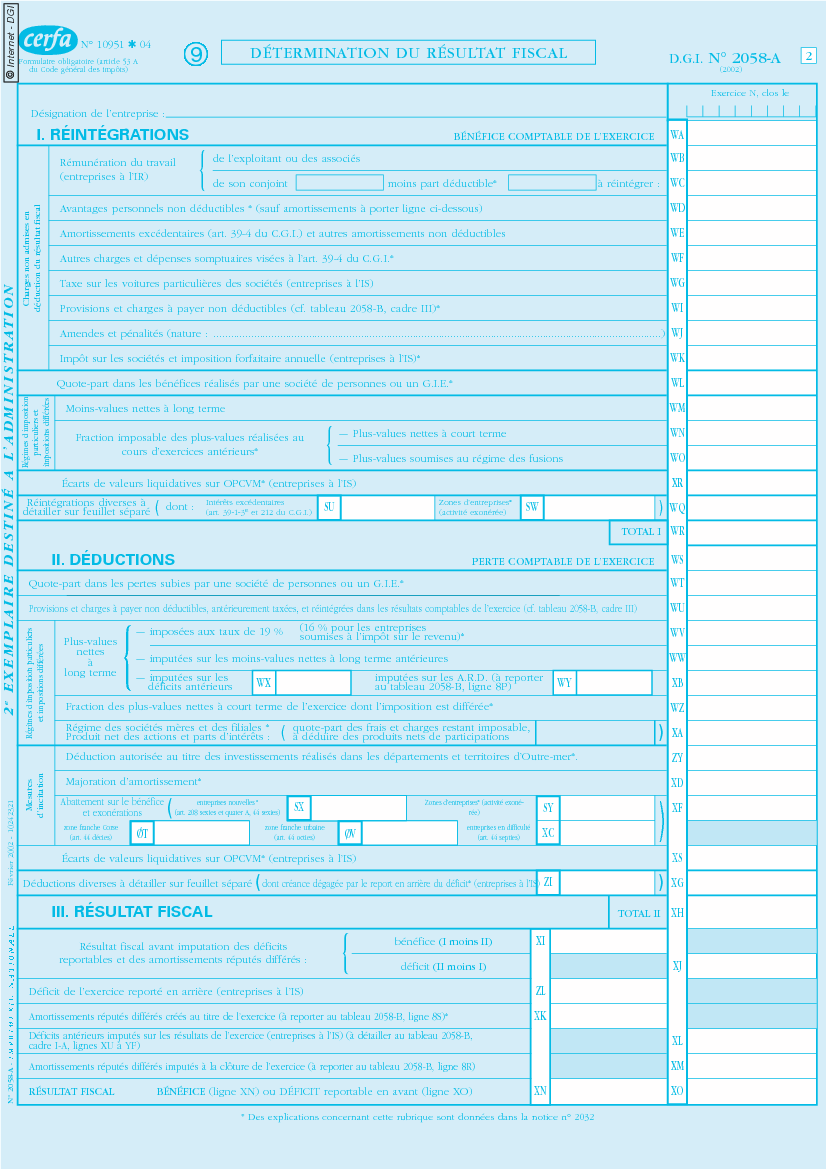 © Internet - DGI
cerfa
N° 10951 ✱ 04
Formulaire obligatoire (article 53 A
du Code général des impôts)
9
DÉTERMINATION DU RÉSULTAT FISCAL
D.G.I. N° 2058-A
(2002)
2
Exercice N, clos le
Désignation de l'entreprise :
I. RÉINTÉGRATIONS
BÉNÉFICE COMPTABLE DE L'EXERCICE
WA
Charges non admises en
déduction du résultat fiscal
Rémunération du travail
(entreprises à l'IR)
{ de l'exploitant ou des associés
WB
de son conjoint moins part déductible* à réintégrer :
WC
Avantages personnels non déductibles * (sauf amortissements à porter ligne ci-dessous)
WD
Amortissements excédentaires (art. 39-4 du C.G.I.) et autres amortissements non déductibles
WE
Autres charges et dépenses somptuaires visées à l'art. 39-4 du C.G.I.*
WF
Taxe sur les voitures particulières des sociétés (entreprises à l'IS)
WG
Provisions et charges à payer non déductibles (cf. tableau 2058-B, cadre III)*
WI
Amendes et pénalités (nature : ..........)
WJ
Impôt sur les sociétés et imposition forfaitaire annuelle (entreprises à l'IS)*
WK
Quote-part dans les bénéfices réalisés par une société de personnes ou un G.I.E.*
WL
Régimes d'imposition
particuliers et
impositions différées
Moins-values nettes à long terme
WM
Fraction imposable des plus-values réalisées au
cours d'exercices antérieurs*
{ — Plus-values nettes à court terme
WN
— Plus-values soumises au régime des fusions
WO
Écarts de valeurs liquidatives sur OPCVM* (entreprises à l'IS)
XR
Réintégrations diverses à
détailler sur feuillet séparé
( dont :
Intérêts excédentaires
(art. 39-1-3° et 212 du C.G.I.)
SU
Zones d'entreprises*
(activité exonérée)
SW
)
WQ
TOTAL I
WR
II. DÉDUCTIONS
PERTE COMPTABLE DE L'EXERCICE
WS
Quote-part dans les pertes subies par une société de personnes ou un G.I.E.*
WT
Provisions et charges à payer non déductibles, antérieurement taxées, et réintégrées dans les résultats comptables de l'exercice (cf. tableau 2058-B, cadre III)
WU
Régimes d'imposition particuliers
et impositions différées
Plus-values
nettes
à
long terme
{ — imposées aux taux de 19 %
(16 % pour les entreprises
soumises à l'impôt sur le revenu)*
WV
— imputées sur les moins-values nettes à long terme antérieures
WW
— imputées sur les
déficits antérieurs
WX
imputées sur les A.R.D. (à reporter
au tableau 2058-B, ligne 8P)
WY
XB
Fraction des plus-values nettes à court terme de l'exercice dont l'imposition est différée*
WZ
Régime des sociétés mères et des filiales *
Produit net des actions et parts d'intérêts :
( quote-part des frais et charges restant imposable,
à déduire des produits nets de participations
)
XA
Mesures
d'incitation
Déduction autorisée au titre des investissements réalisés dans les départements et territoires d'Outre-mer*.
ZY
Majoration d'amortissement*
XD
Abattement sur le bénéfice
et exonérations
( entreprises nouvelles*
(art. 208 sexies et quater A, 44 sexies)
SX
Zones d'entreprises* (activité exoné-
rée)
SY
)
XF
zone franche Corse
(art. 44 décies)
ØT
zone franche urbaine
(art. 44 octies)
ØV
entreprises en difficulté
(art. 44 septies)
XC
Écarts de valeurs liquidatives sur OPCVM* (entreprises à l'IS)
XS
Déductions diverses à détailler sur feuillet séparé
(dont créance dégagée par le report en arrière du déficit* (entreprises à l'IS)
ZI
)
XG
III. RÉSULTAT FISCAL
TOTAL II
XH
Résultat fiscal avant imputation des déficits
reportables et des amortissements réputés différés :
{ bénéfice (I moins II)
XI
déficit (II moins I)
XJ
Déficit de l'exercice reporté en arrière (entreprises à l'IS)
ZL
Amortissements réputés différés créés au titre de l'exercice (à reporter au tableau 2058-B, ligne 8S)*
XK
Déficits antérieurs imputés sur les résultats de l'exercice (entreprises à l'IS) (à détailler au tableau 2058-B,
cadre I-A, lignes XU à YF)
XL
Amortissements réputés différés imputés à la clôture de l'exercice (à reporter au tableau 2058-B, ligne 8R)
XM
RÉSULTAT FISCAL BÉNÉFICE (ligne XN) ou DÉFICIT reportable en avant (ligne XO)
XN
XO
* Des explications concernant cette rubrique sont données dans la notice n° 2032
2e EXEMPLAIRE DESTINÉ A L'ADMINISTRATION
Février 2002 -
N° 2058-A - NATIONALE